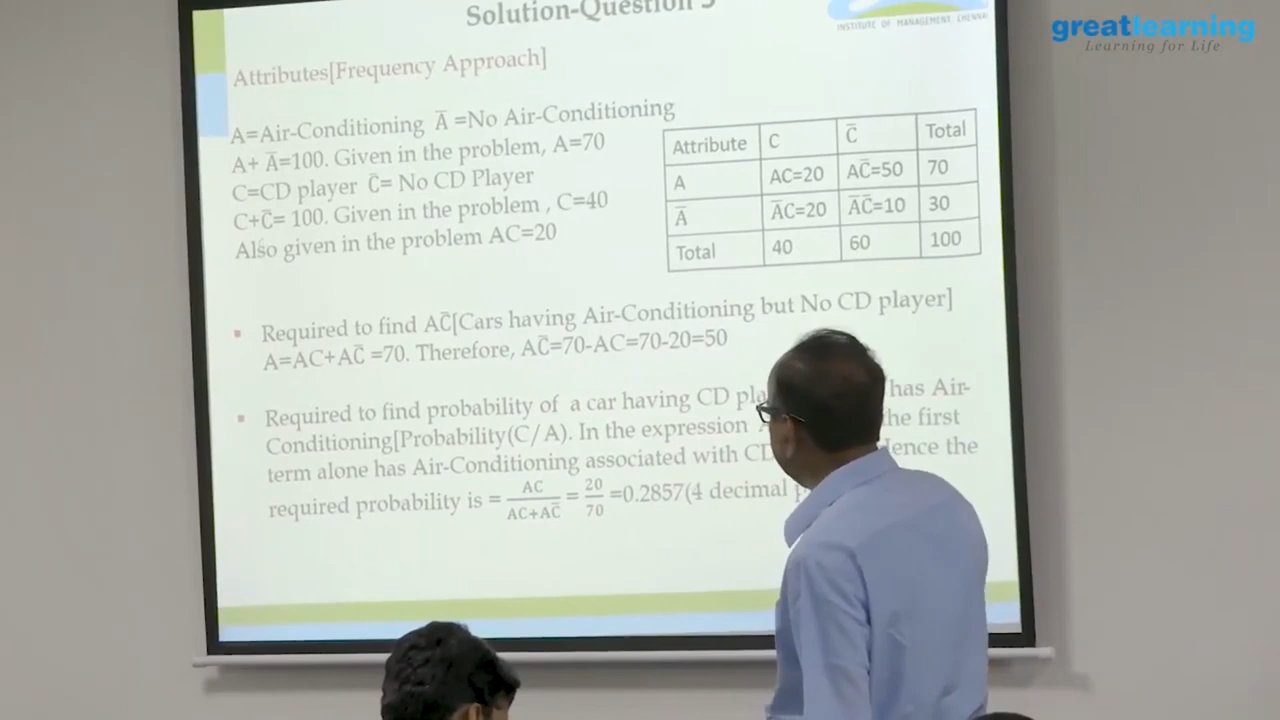 Solution-Question
INSTITUTE OF MANAGEMENT, CHENNAI
greatlearning
Learning for Life
Attributes[Frequency Approach]
A=Air-Conditioning A̅ =No Air-Conditioning
A+ A̅=100. Given in the problem, A=70
C=CD player C̅= No CD Player
C+C̅= 100. Given in the problem , C=40
Also given in the problem AC=20
Attribute C C̅ Total
A AC=20 AC̅=50 70
A̅ A̅C=20 A̅C̅=10 30
Total 40 60 100
▪ Required to find AC̅[Cars having Air-Conditioning but No CD player]
A=AC+AC̅ =70. Therefore, AC̅=70-AC=70-20=50
▪ Required to find probability of a car having CD has Air-
Conditioning[Probability(C/A). In the expression the first
term alone has Air-Conditioning associated with CD the
required probability is = AC/AC+AC̅ = 20/70 =0.2857(4 decimal